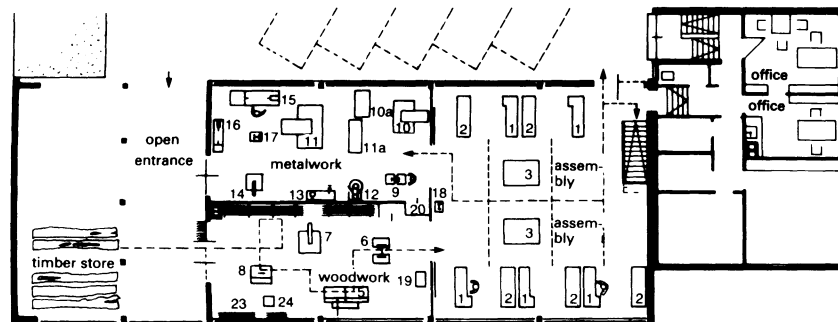 15
10a
10
2
1
2
1
16
17
11
11a
office
office
open
entrance
metalwork
14
13
12
9
18
20
3
assem-
bly
7
6
3
assem-
bly
timber store
8
woodwork
5
19
23
24
1
2
1
2
1
2